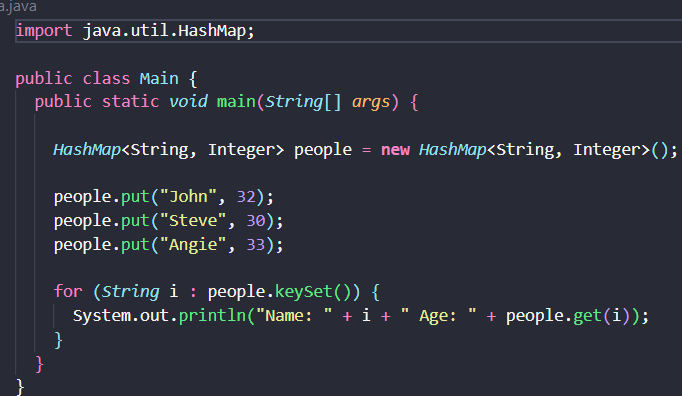 a.java
import java.util.HashMap;
public class Main {
public static void main(String[] args) {
HashMap<String, Integer> people = new HashMap<String, Integer>();
people.put("John", 32);
people.put("Steve", 30);
people.put("Angie", 33);
for (String i : people.keySet()) {
System.out.println("Name: " + i + " Age: " + people.get(i));
}
}
}